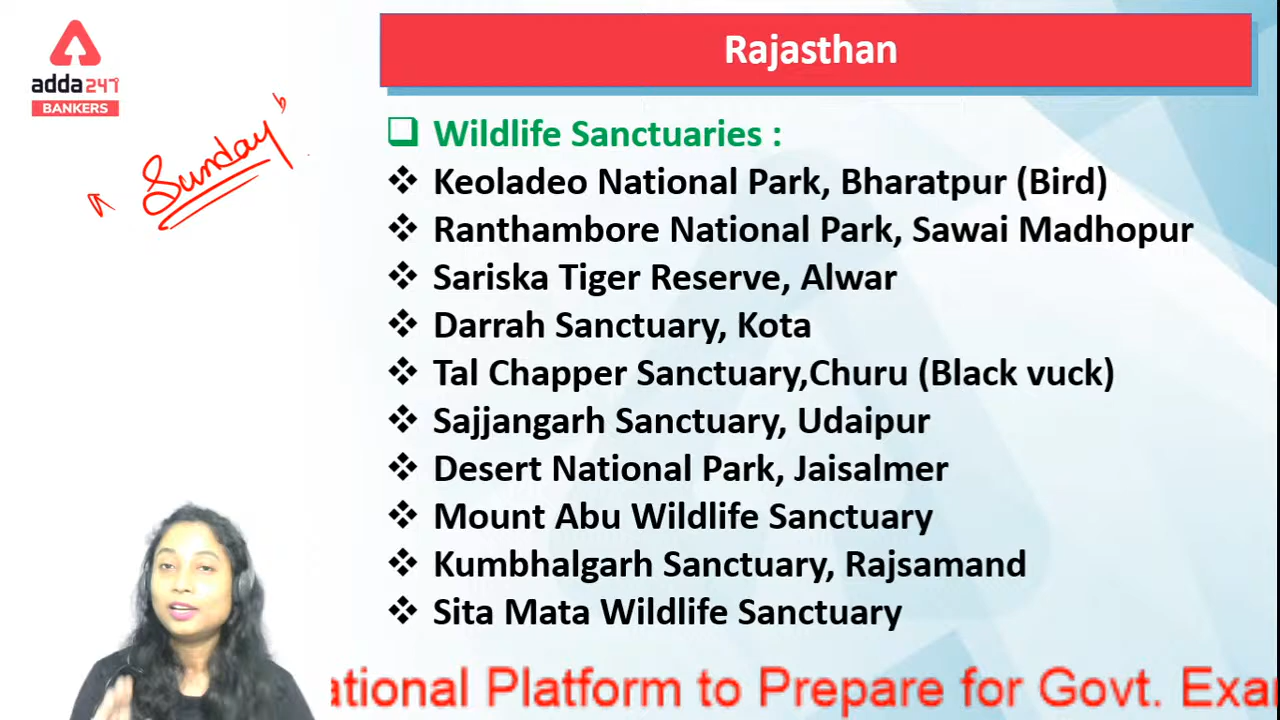 adda247
BANKERS
Sunday
Rajasthan
❑ Wildlife Sanctuaries :
❖ Keoladeo National Park, Bharatpur (Bird)
❖ Ranthambore National Park, Sawai Madhopur
❖ Sariska Tiger Reserve, Alwar
❖ Darrah Sanctuary, Kota
❖ Tal Chapper Sanctuary,Churu (Black vuck)
❖ Sajjangarh Sanctuary, Udaipur
❖ Desert National Park, Jaisalmer
❖ Mount Abu Wildlife Sanctuary
❖ Kumbhalgarh Sanctuary, Rajsamand
❖ Sita Mata Wildlife Sanctuary
ational Platform to Prepare for Govt. Exa